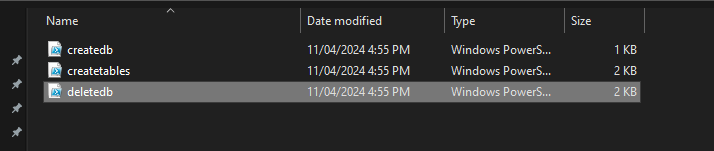 Name Date modified Type Size
createdb 11/04/2024 4:55 PM Windows PowerS... 1 KB
createtables 11/04/2024 4:55 PM Windows PowerS... 2 KB
deletedb 11/04/2024 4:55 PM Windows PowerS... 2 KB